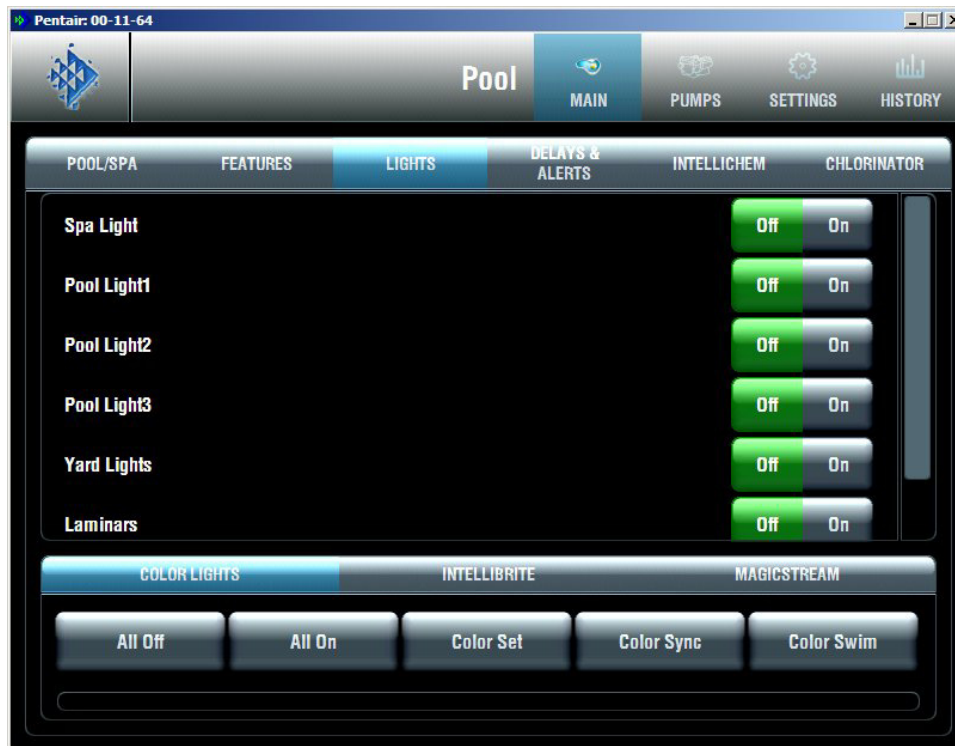 Pentair: 00-11-64
Pool
MAIN
PUMPS
SETTINGS
HISTORY
POOL/SPA
FEATURES
LIGHTS
DELAYS &
ALERTS
INTELLICHEM
CHLORINATOR
Spa Light Off On
Pool Light1 Off On
Pool Light2 Off On
Pool Light3 Off On
Yard Lights Off On
Laminars Off On
COLOR LIGHTS
INTELLIBRITE
MAGICSTREAM
All Off
All On
Color Set
Color Sync
Color Swim